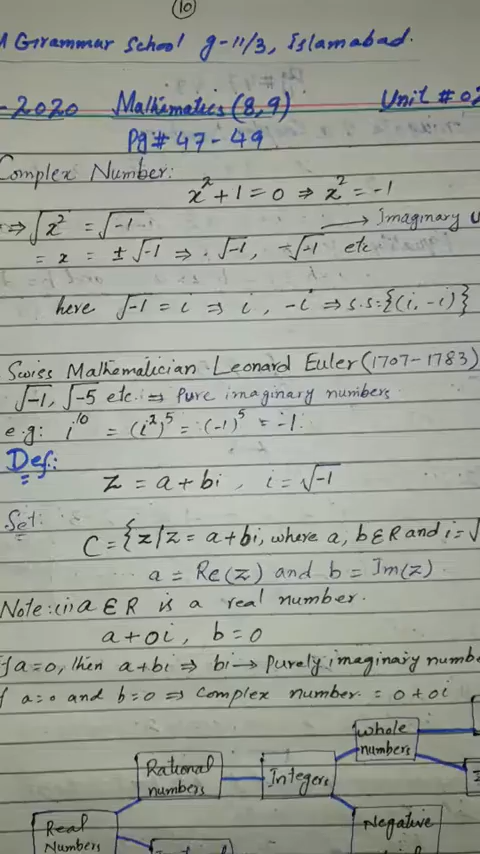 10
M Grammar School g-11/3, Islamabad.
-2020 Mathematics (8,9) Unit # 02
Pg# 47-49
Complex Number:
x² + 1 = 0 ⇒ x² = -1
⇒ √x² = √-1 → Imaginary
= x = ± √-1 ⇒ √-1, -√-1 etc
here √-1 = i ⇒ i, -i ⇒ s.s={(i, -i)}
Swiss Mathematician Leonard Euler (1707-1783)
√-1, √-5 etc. ⇒ Pure imaginary numbers
e.g: i¹⁰ = (i²)⁵ = (-1)⁵ = -1
Def:
Z = a + bi, i = √-1
Set:
C = {z/z = a + bi, where a, b ∈ R and i = √
a = Re(z) and b = Im(z)
Note: (i) a ∈ R is a real number.
a + 0i, b = 0
if a=0, then a+bi ⇒ bi → Purely imaginary numbe
f a=0 and b=0 ⇒ Complex number = 0 + 0i
Whole
numbers
Rational
numbers
Integers
Negative
Real
Numbers